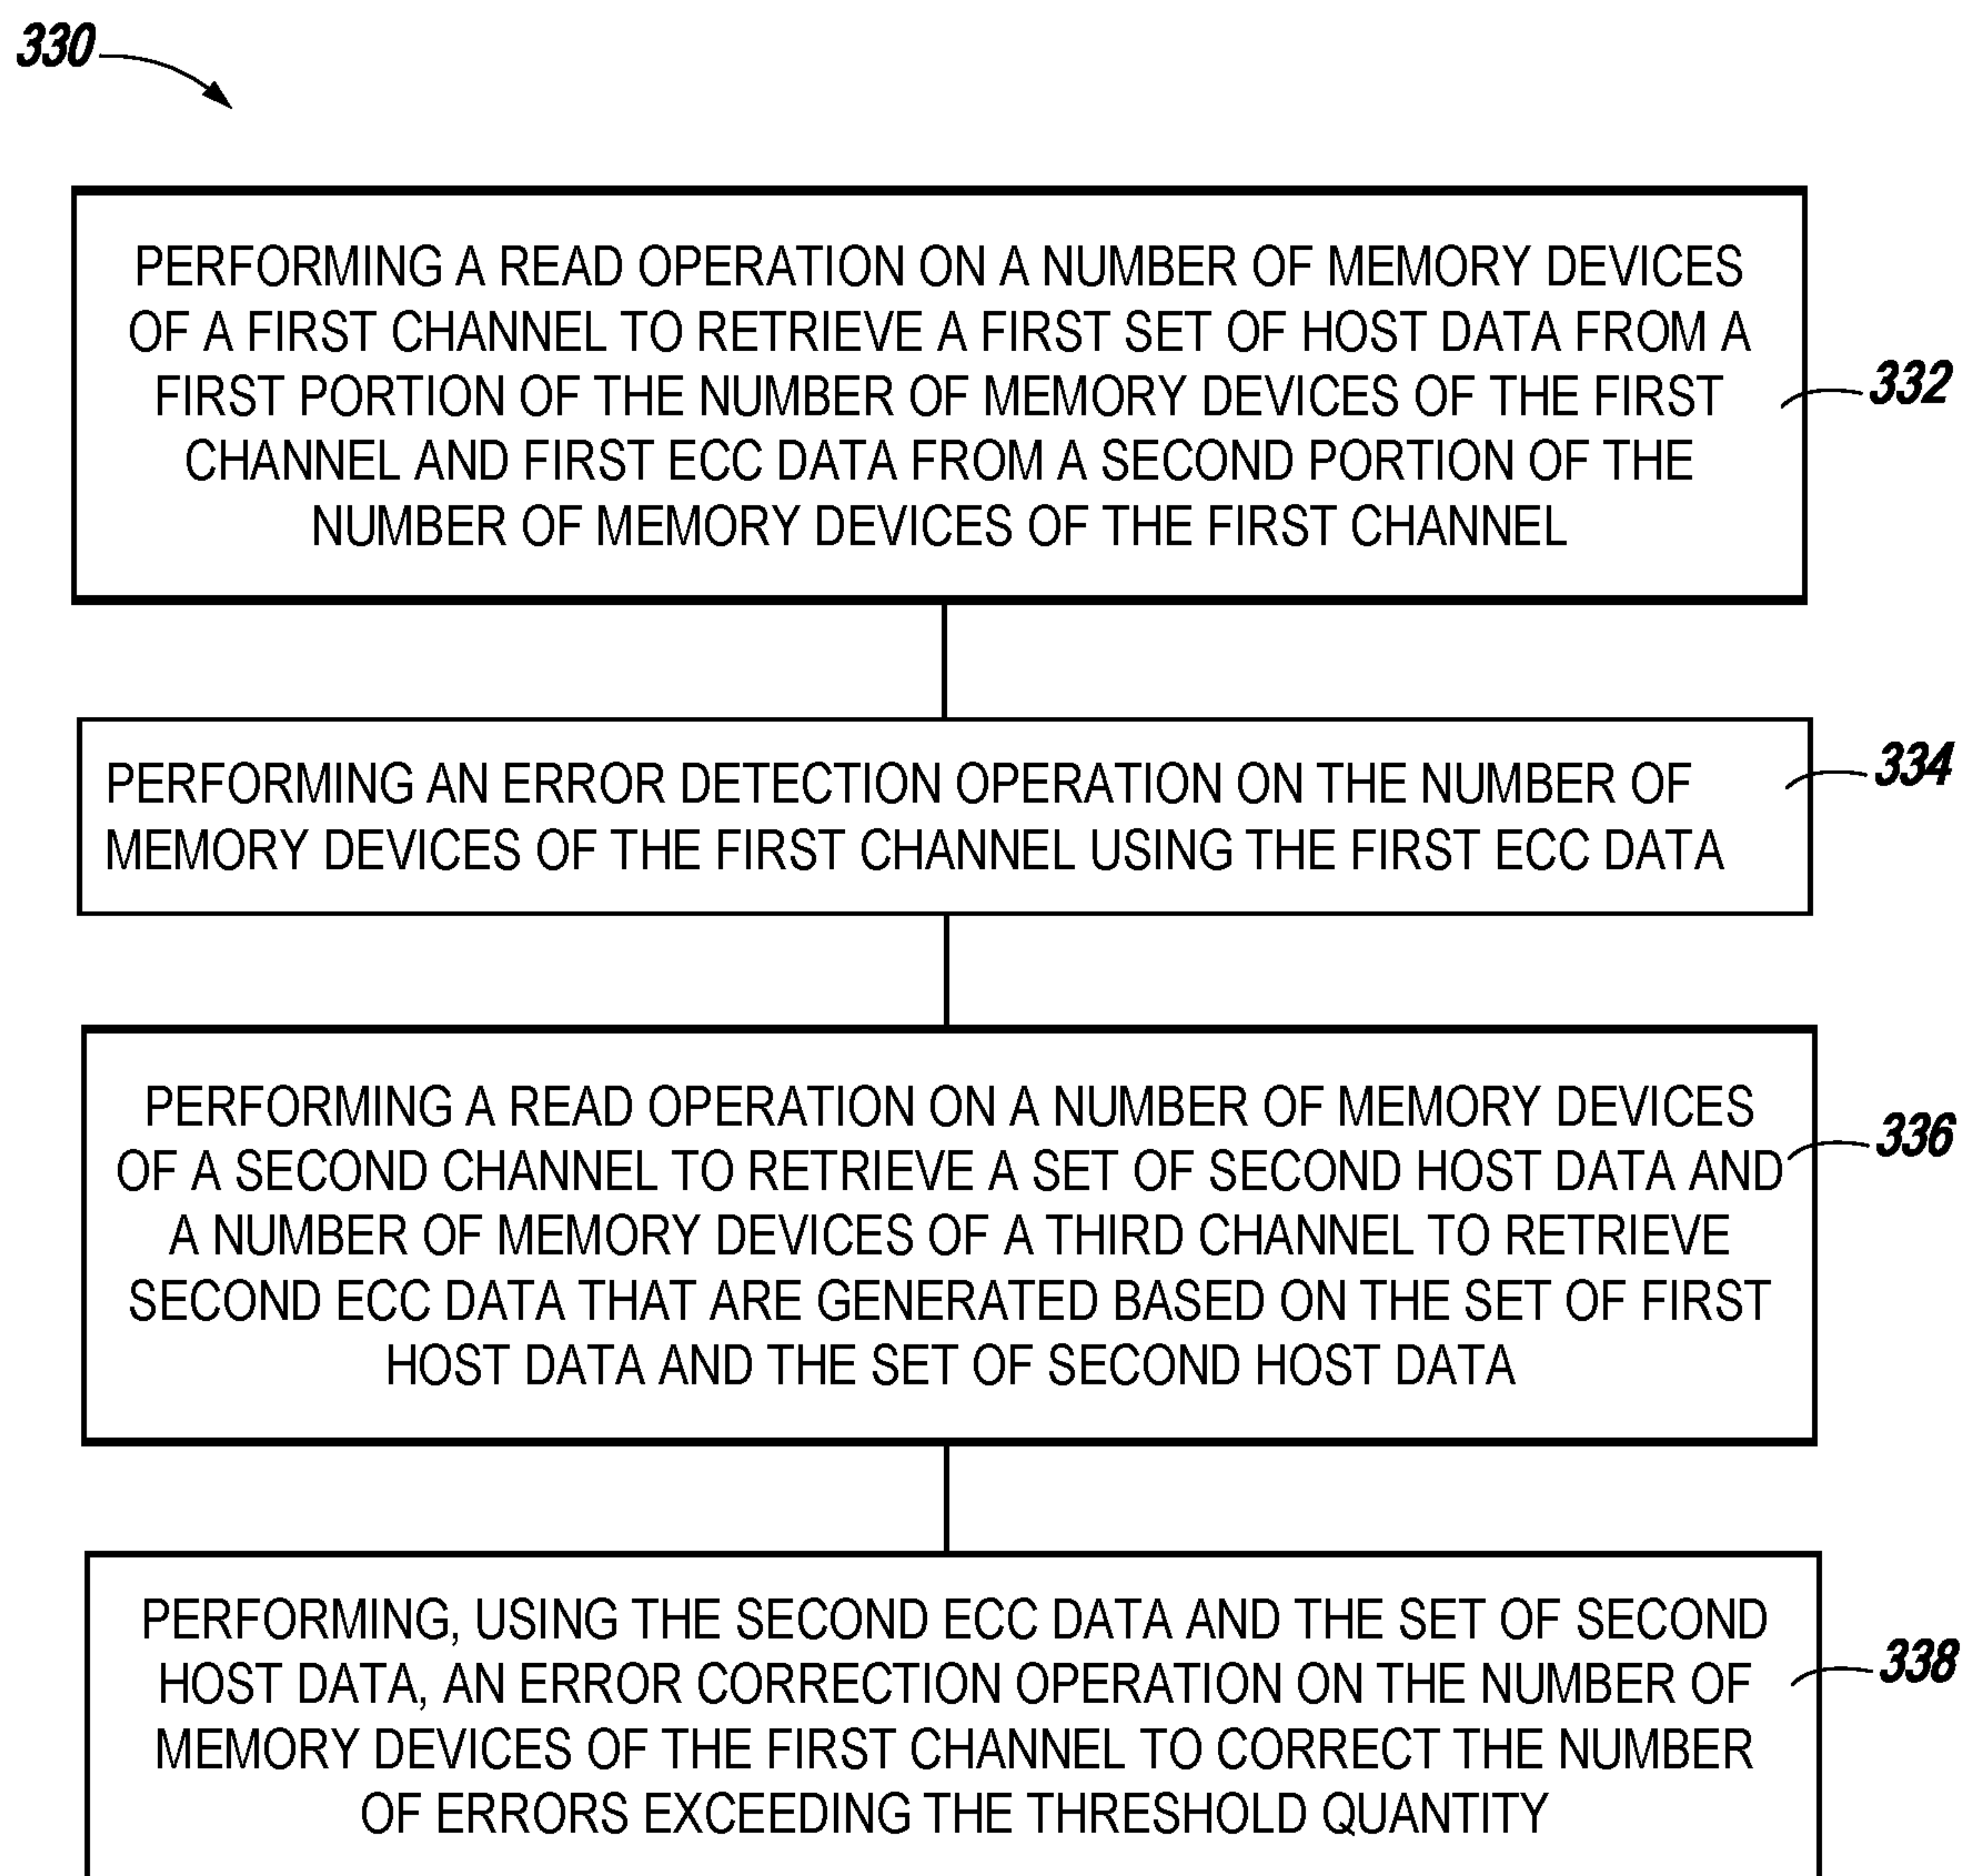 330
PERFORMING A READ OPERATION ON A NUMBER OF MEMORY DEVICES
OF A FIRST CHANNEL TO RETRIEVE A FIRST SET OF HOST DATA FROM A
FIRST PORTION OF THE NUMBER OF MEMORY DEVICES OF THE FIRST
CHANNEL AND FIRST ECC DATA FROM A SECOND PORTION OF THE
NUMBER OF MEMORY DEVICES OF THE FIRST CHANNEL
332
PERFORMING AN ERROR DETECTION OPERATION ON THE NUMBER OF
MEMORY DEVICES OF THE FIRST CHANNEL USING THE FIRST ECC DATA
334
PERFORMING A READ OPERATION ON A NUMBER OF MEMORY DEVICES
OF A SECOND CHANNEL TO RETRIEVE A SET OF SECOND HOST DATA AND
A NUMBER OF MEMORY DEVICES OF A THIRD CHANNEL TO RETRIEVE
SECOND ECC DATA THAT ARE GENERATED BASED ON THE SET OF FIRST
HOST DATA AND THE SET OF SECOND HOST DATA
336
PERFORMING, USING THE SECOND ECC DATA AND THE SET OF SECOND
HOST DATA, AN ERROR CORRECTION OPERATION ON THE NUMBER OF
MEMORY DEVICES OF THE FIRST CHANNEL TO CORRECT THE NUMBER
OF ERRORS EXCEEDING THE THRESHOLD QUANTITY
338